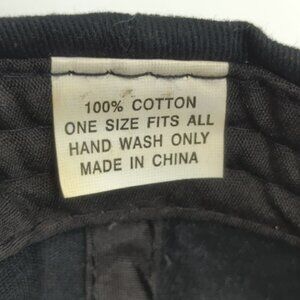 100% COTTON
ONE SIZE FITS ALL
HAND WASH ONLY
MADE IN CHINA